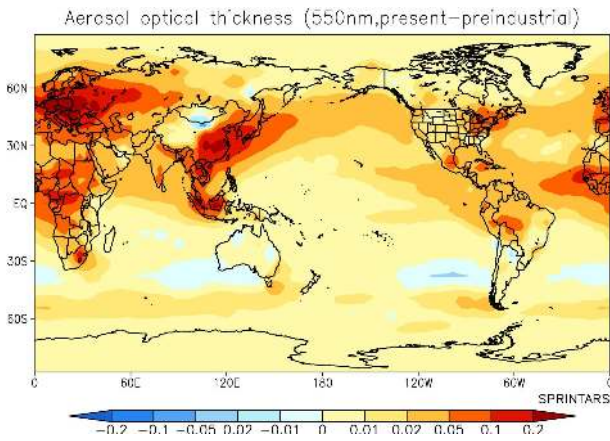 Aerosol optical thickness (550nm,present-preindustrial)
60N
30N
EQ
30S
60S
0 60E 120E 180 120W 60W 0
SPRINTARS
-0.2 -0.1 -0.05 -0.02 -0.01 0 0.01 0.02 0.05 0.1 0.2